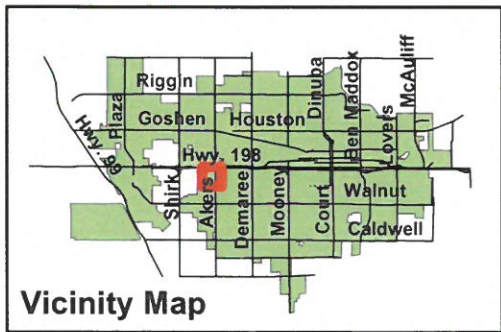 Riggin
Goshen
Houston
Hwy. 198
Walnut
Caldwell
Hwy. 99
Plaza
Shirk
Akers
Demaree
Mooney
Court
Dinuba
Ben Maddox
Lovers
McAuliff
Vicinity Map